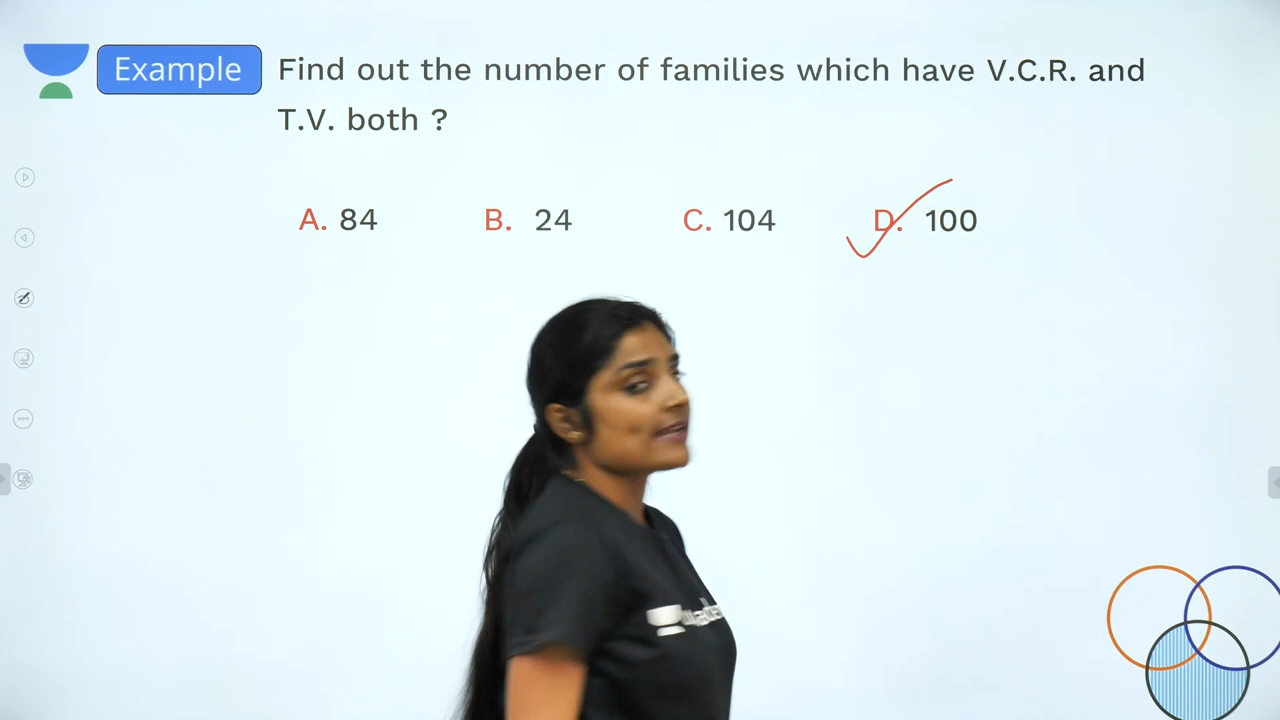 Example Find out the number of families which have V.C.R. and
T.V. both ?
A. 84 B. 24 C. 104 D. 100